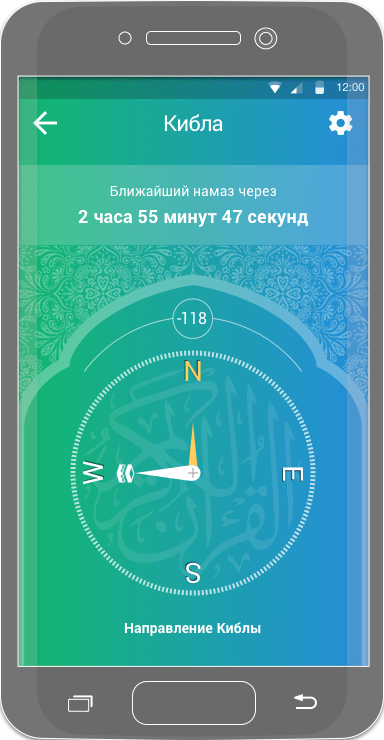 12:00
Кибла
Ближайший намаз через
2 часа 55 минут 47 секунд
-118
N
W
E
S
Направление Киблы